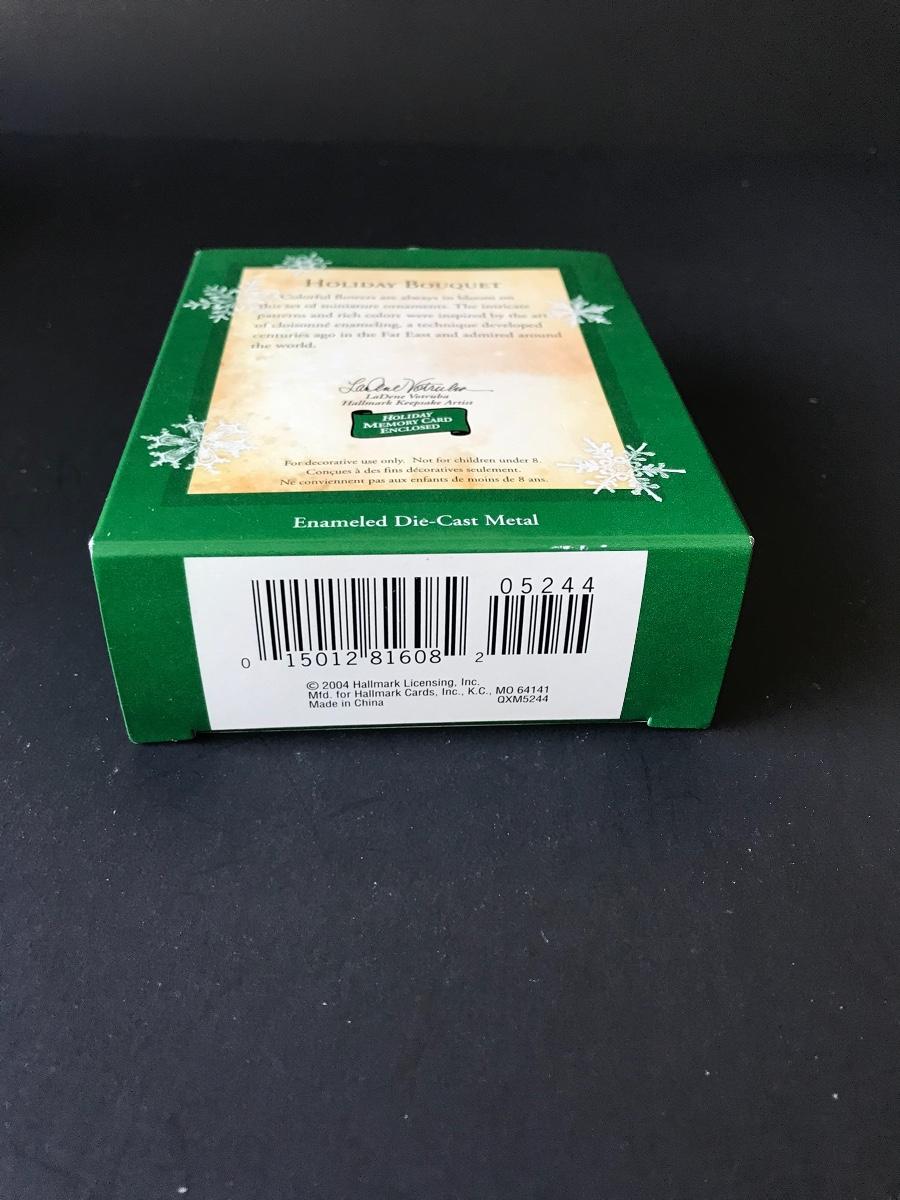 Holiday Bouquet
Colorful flowers are always in bloom on
this set of miniature ornaments. The intricate
patterns and rich colors were inspired by the art
of cloisonné enameling, a technique developed
centuries ago in the Far East and admired around
the world.
LaDene Votruba
LaDene Votruba
Hallmark Keepsake Artist
Holiday
Memory Card
Enclosed
For decorative use only. Not for children under 8.
Conçues à des fins décoratives seulement.
Ne conviennent pas aux enfants de moins de 8 ans.
Enameled Die-Cast Metal
05244
0 15012 81608 2
© 2004 Hallmark Licensing, Inc.
Mfd. for Hallmark Cards, Inc., K.C., MO 64141
Made in China QXM5244